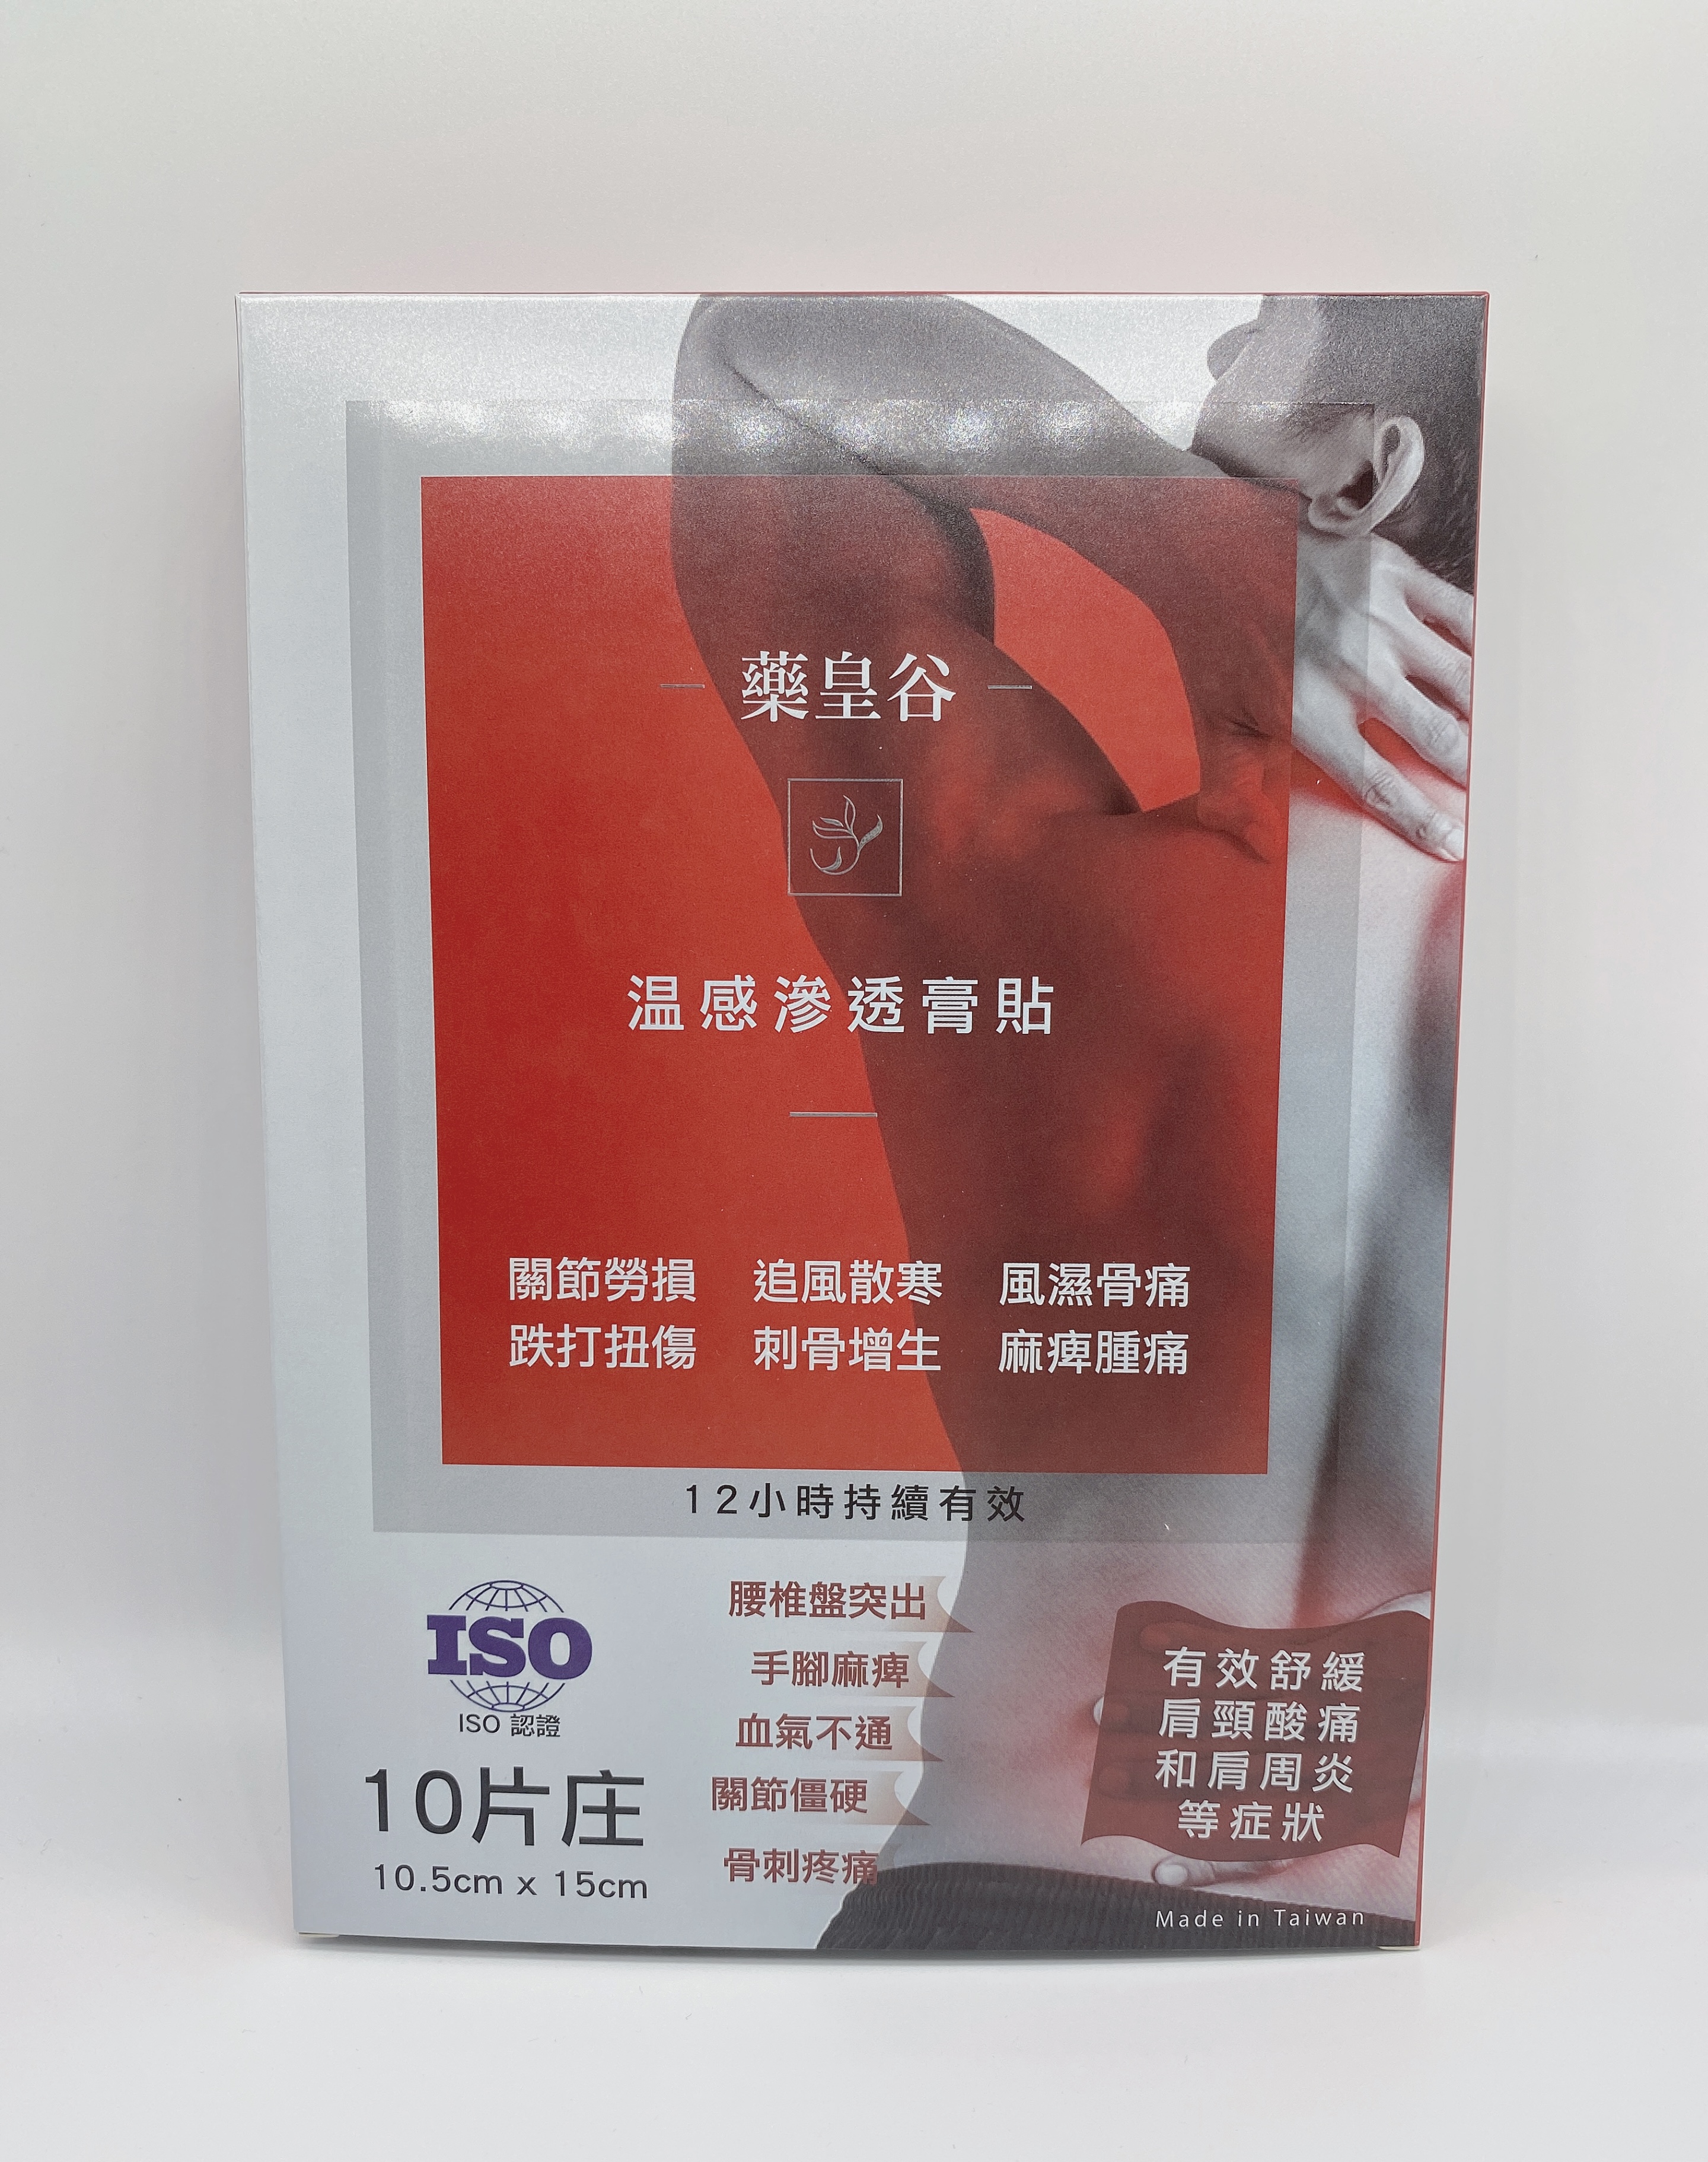 藥皇谷
温感滲透膏貼
關節勞損 追風散寒 風濕骨痛
跌打扭傷 刺骨增生 麻痺腫痛
12小時持續有效
ISO
ISO 認證
10片庄
10.5cm x 15cm
腰椎盤突出
手腳麻痺
血氣不通
關節僵硬
骨刺疼痛
有效舒緩
肩頸酸痛
和肩周炎
等症狀
Made in Taiwan